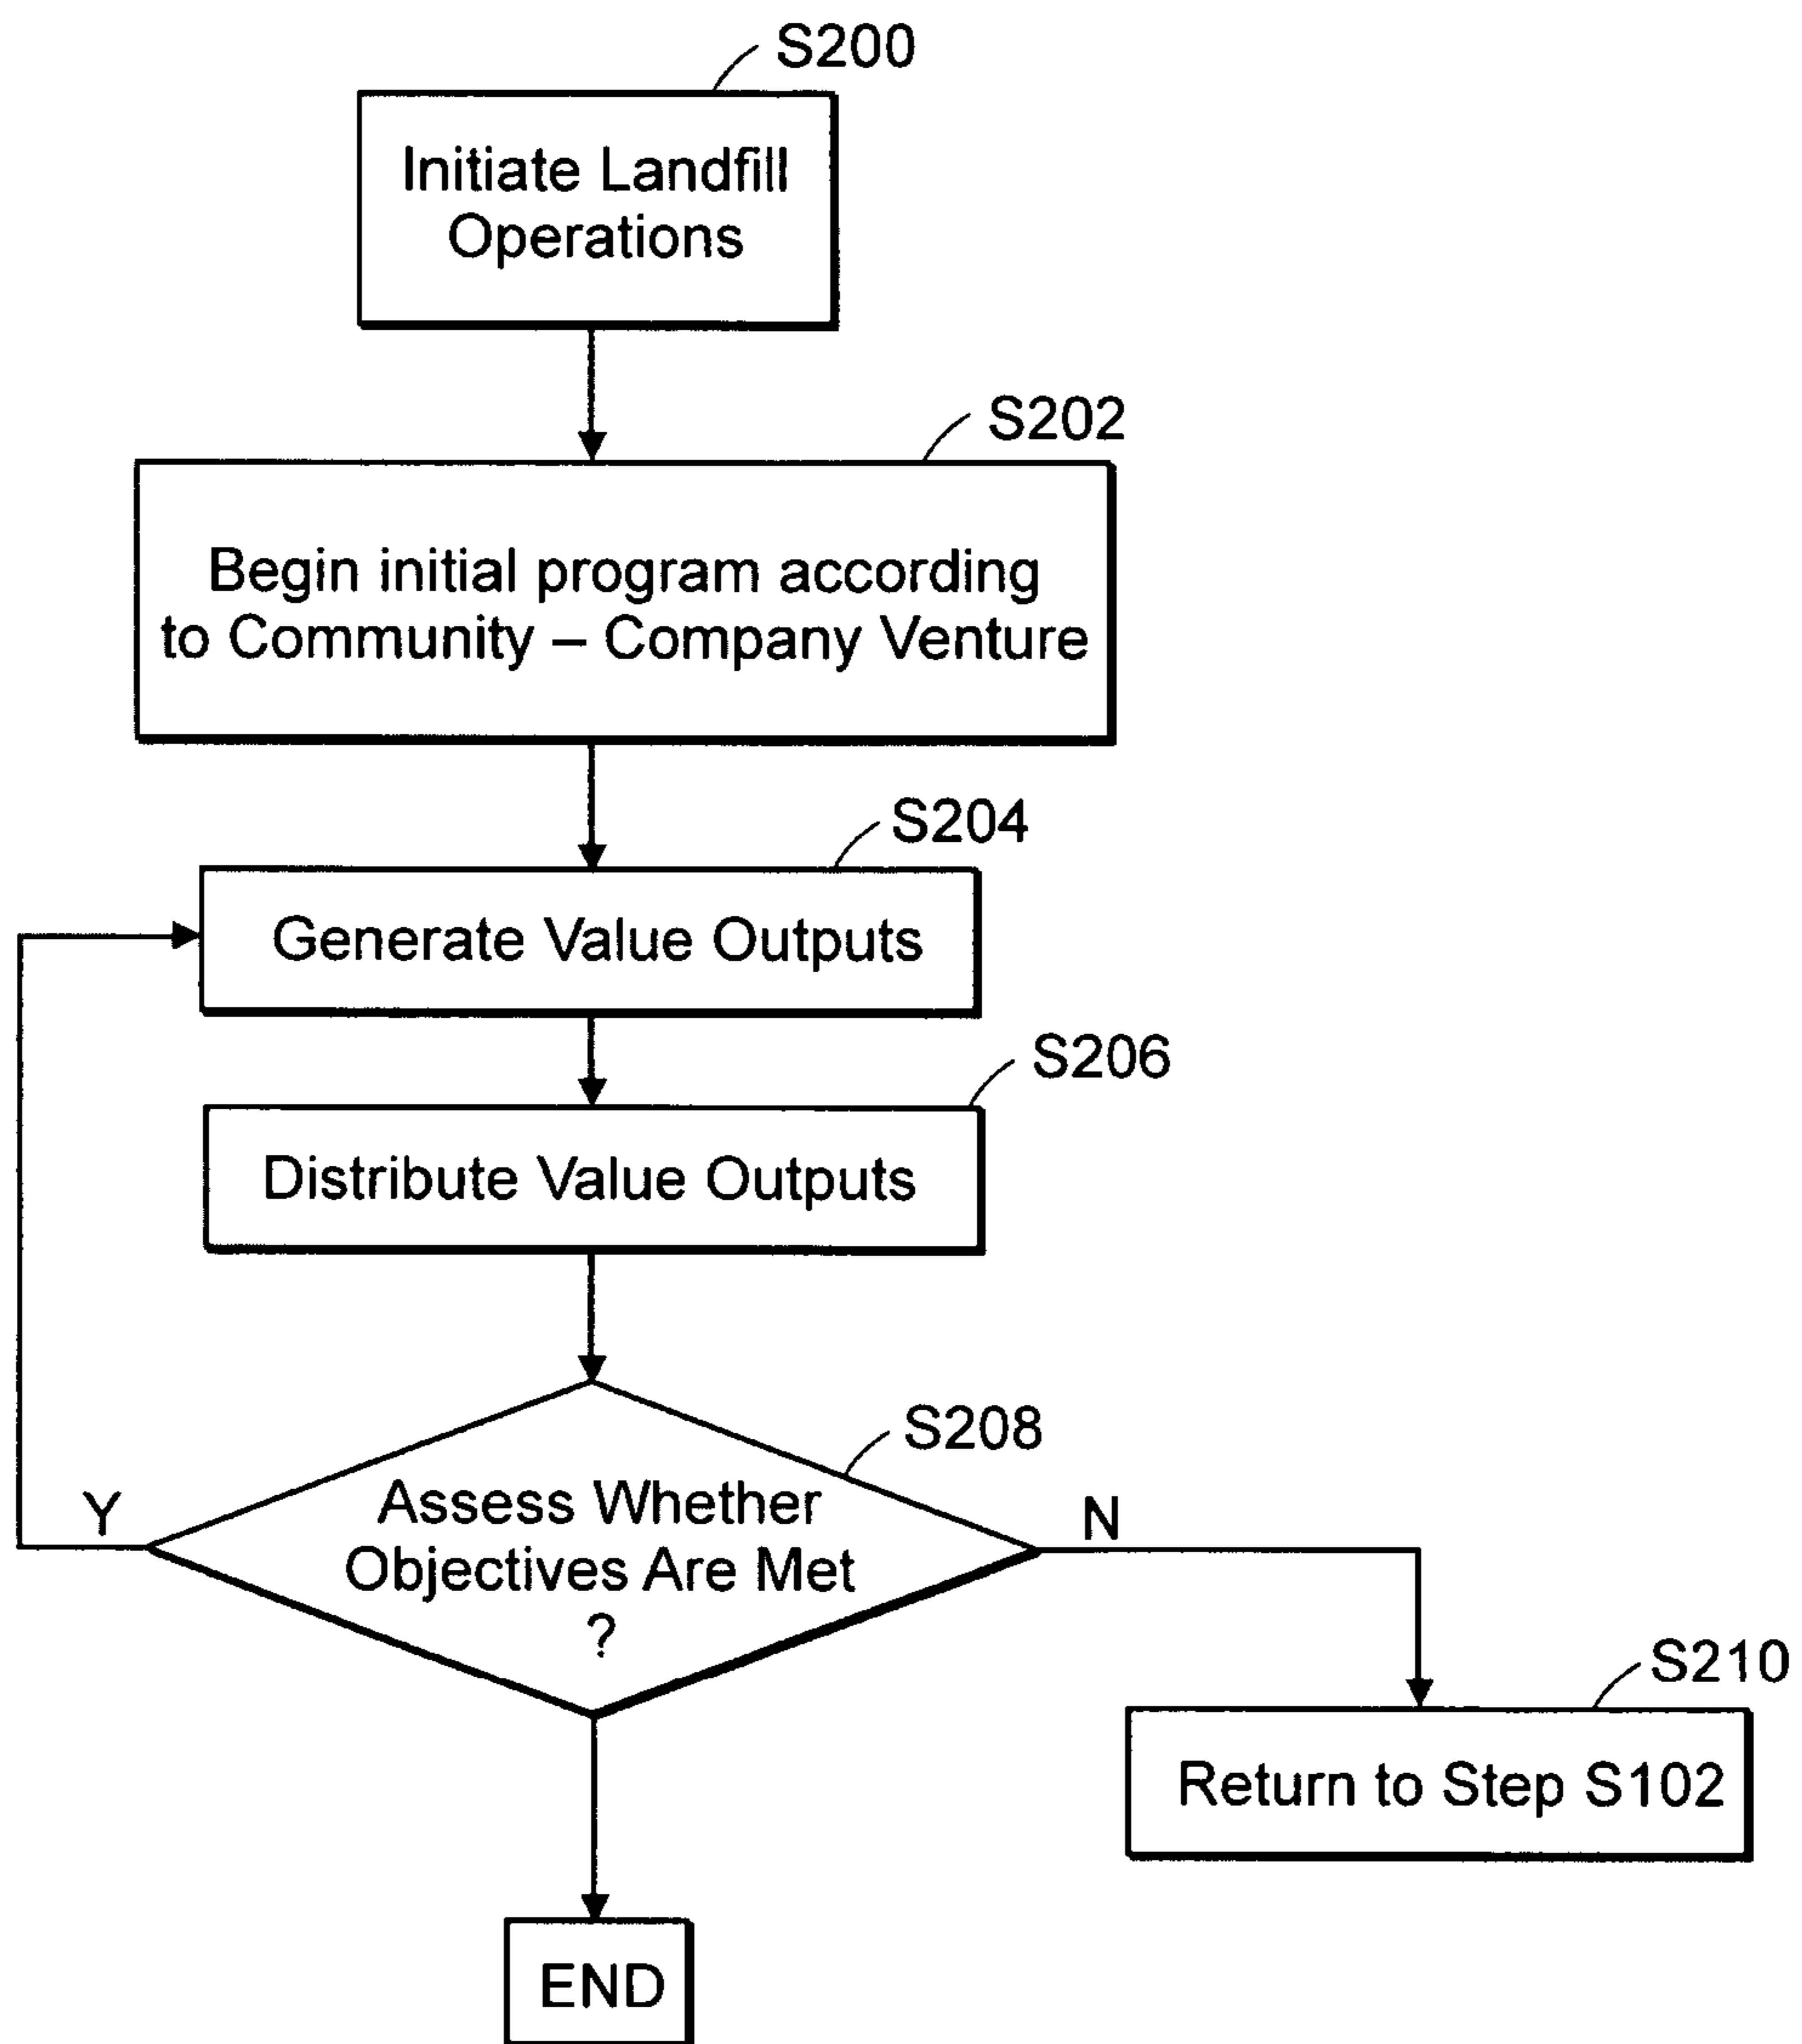 S200
Initiate Landfill
Operations
S202
Begin initial program according
to Community – Company Venture
S204
Generate Value Outputs
S206
Distribute Value Outputs
S208
Assess Whether
Objectives Are Met
?
Y
N
S210
Return to Step S102
END